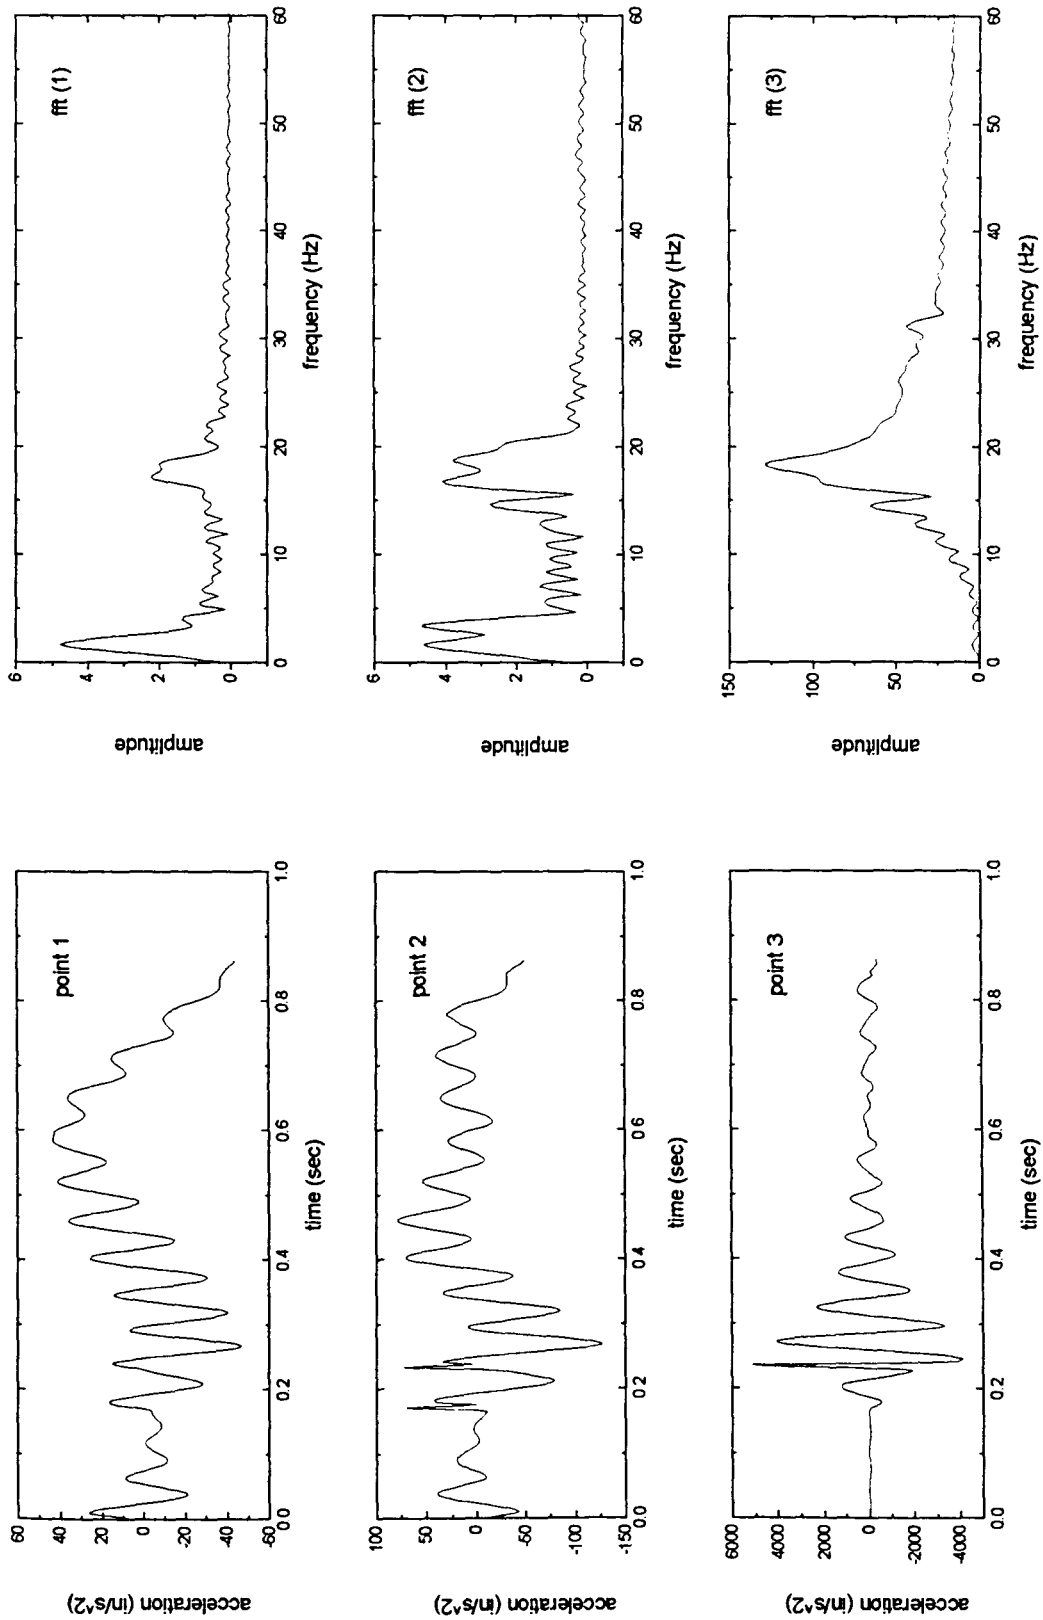 acceleration (in/s^2)
60
40
20
0
-20
-40
-60
point 1
0.0 0.2 0.4 0.6 0.8 1.0
time (sec)
amplitude
6
4
2
0
fft (1)
0 10 20 30 40 50 60
frequency (Hz)
acceleration (in/s^2)
100
50
0
-50
-100
-150
point 2
0.0 0.2 0.4 0.6 0.8 1.0
time (sec)
amplitude
6
4
2
0
fft (2)
0 10 20 30 40 50 60
frequency (Hz)
acceleration (in/s^2)
6000
4000
2000
0
-2000
-4000
point 3
0.0 0.2 0.4 0.6 0.8 1.0
time (sec)
amplitude
150
100
50
0
fft (3)
0 10 20 30 40 50 60
frequency (Hz)